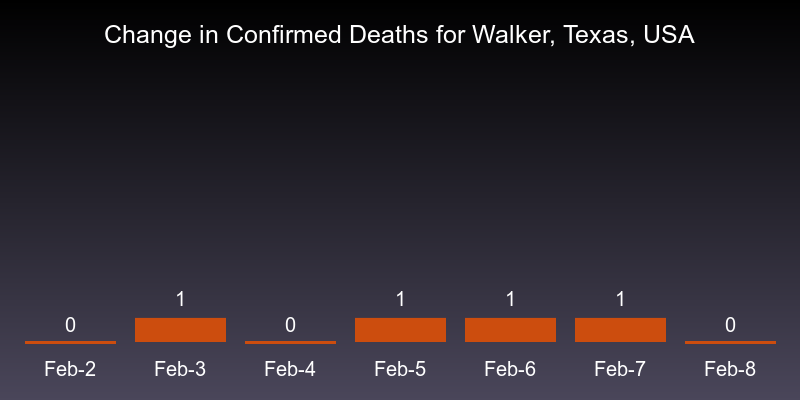 Change in Confirmed Deaths for Walker, Texas, USA
0 1 0 1 1 1 0
Feb-2 Feb-3 Feb-4 Feb-5 Feb-6 Feb-7 Feb-8